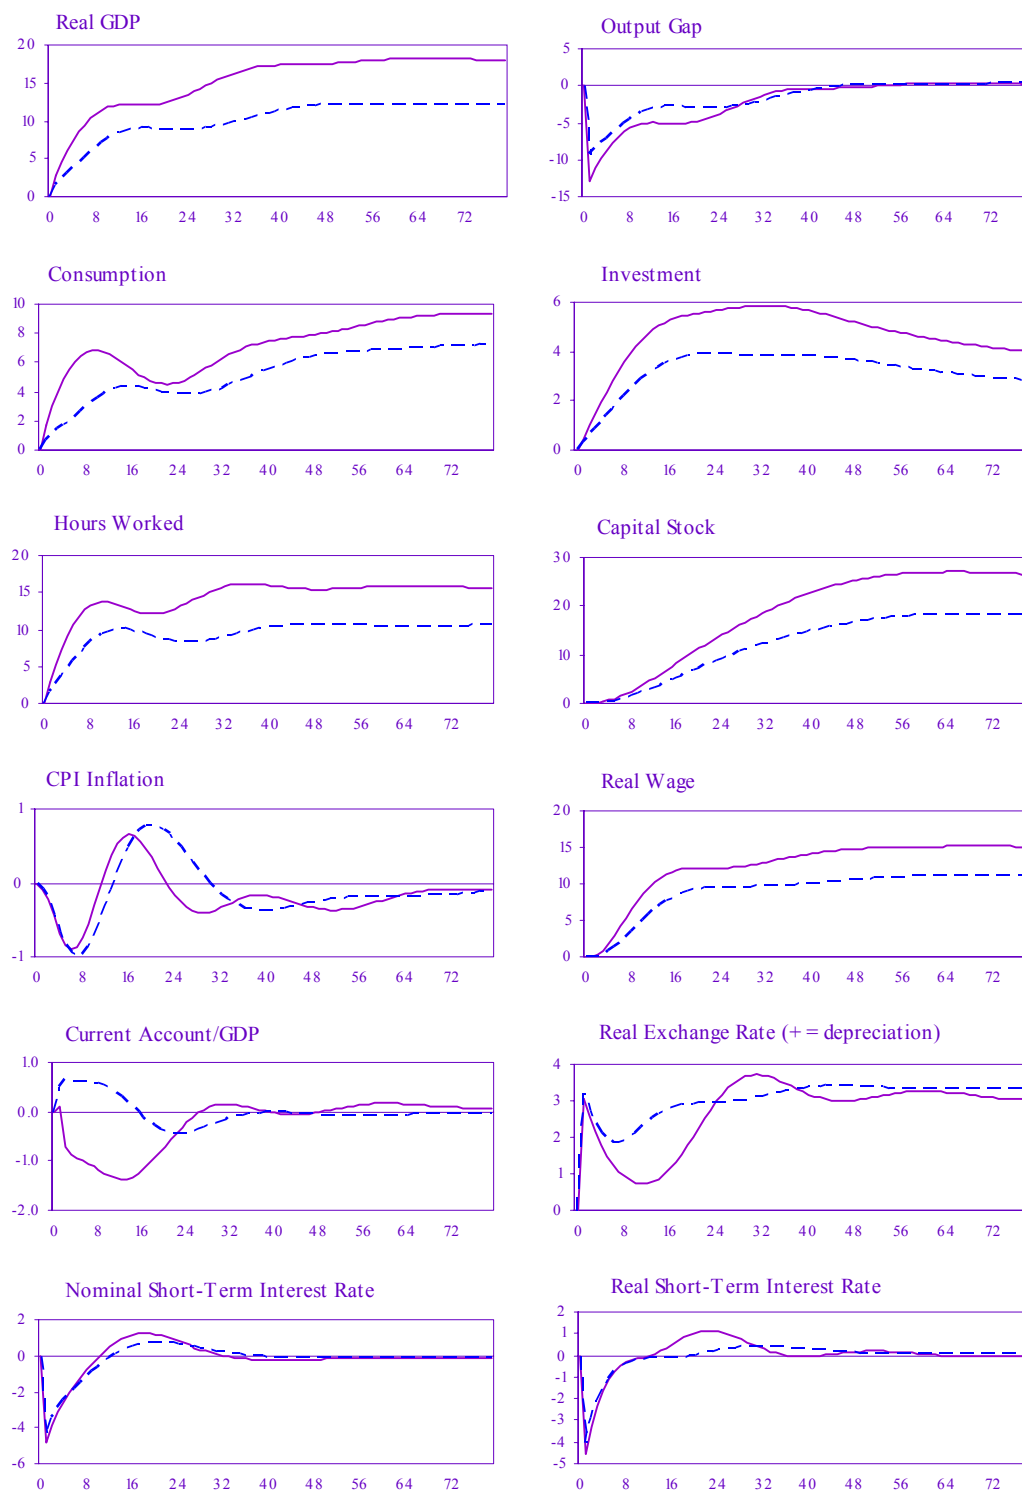 Real GDP
20
15
10
5
0
0 8 16 24 32 40 48 56 64 72
Output Gap
5
0
-5
-10
-15
0 8 16 24 32 40 48 56 64 72
Consumption
10
8
6
4
2
0
0 8 16 24 32 40 48 56 64 72
Investment
6
4
2
0
0 8 16 24 32 40 48 56 64 72
Hours Worked
20
15
10
5
0
0 8 16 24 32 40 48 56 64 72
Capital Stock
30
20
10
0
0 8 16 24 32 40 48 56 64 72
CPI Inflation
1
0
-1
0 8 16 24 32 40 48 56 64 72
Real Wage
20
15
10
5
0
0 8 16 24 32 40 48 56 64 72
Current Account/GDP
1.0
0.0
-1.0
-2.0
0 8 16 24 32 40 48 56 64 72
Real Exchange Rate (+ = depreciation)
4
3
2
1
0
0 8 16 24 32 40 48 56 64 72
Nominal Short-Term Interest Rate
2
0
-2
-4
-6
0 8 16 24 32 40 48 56 64 72
Real Short-Term Interest Rate
2
1
0
-1
-2
-3
-4
-5
0 8 16 24 32 40 48 56 64 72